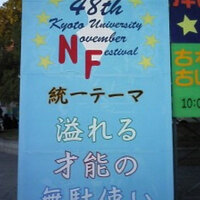 48th
Kyoto University
November
Festival
NF
統一テーマ
溢れる
才能の
無駄使い